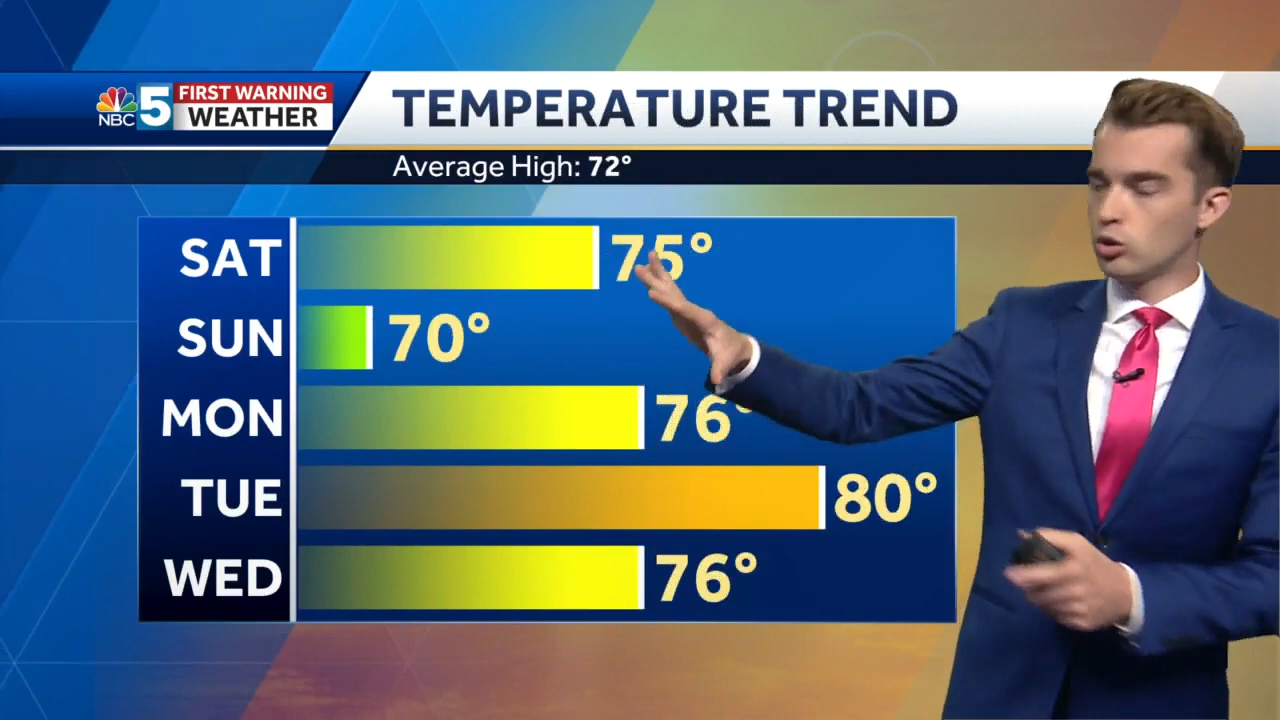 NBC 5 FIRST WARNING
WEATHER
TEMPERATURE TREND
Average High: 72°
SAT 75°
SUN 70°
MON 76°
TUE 80°
WED 76°